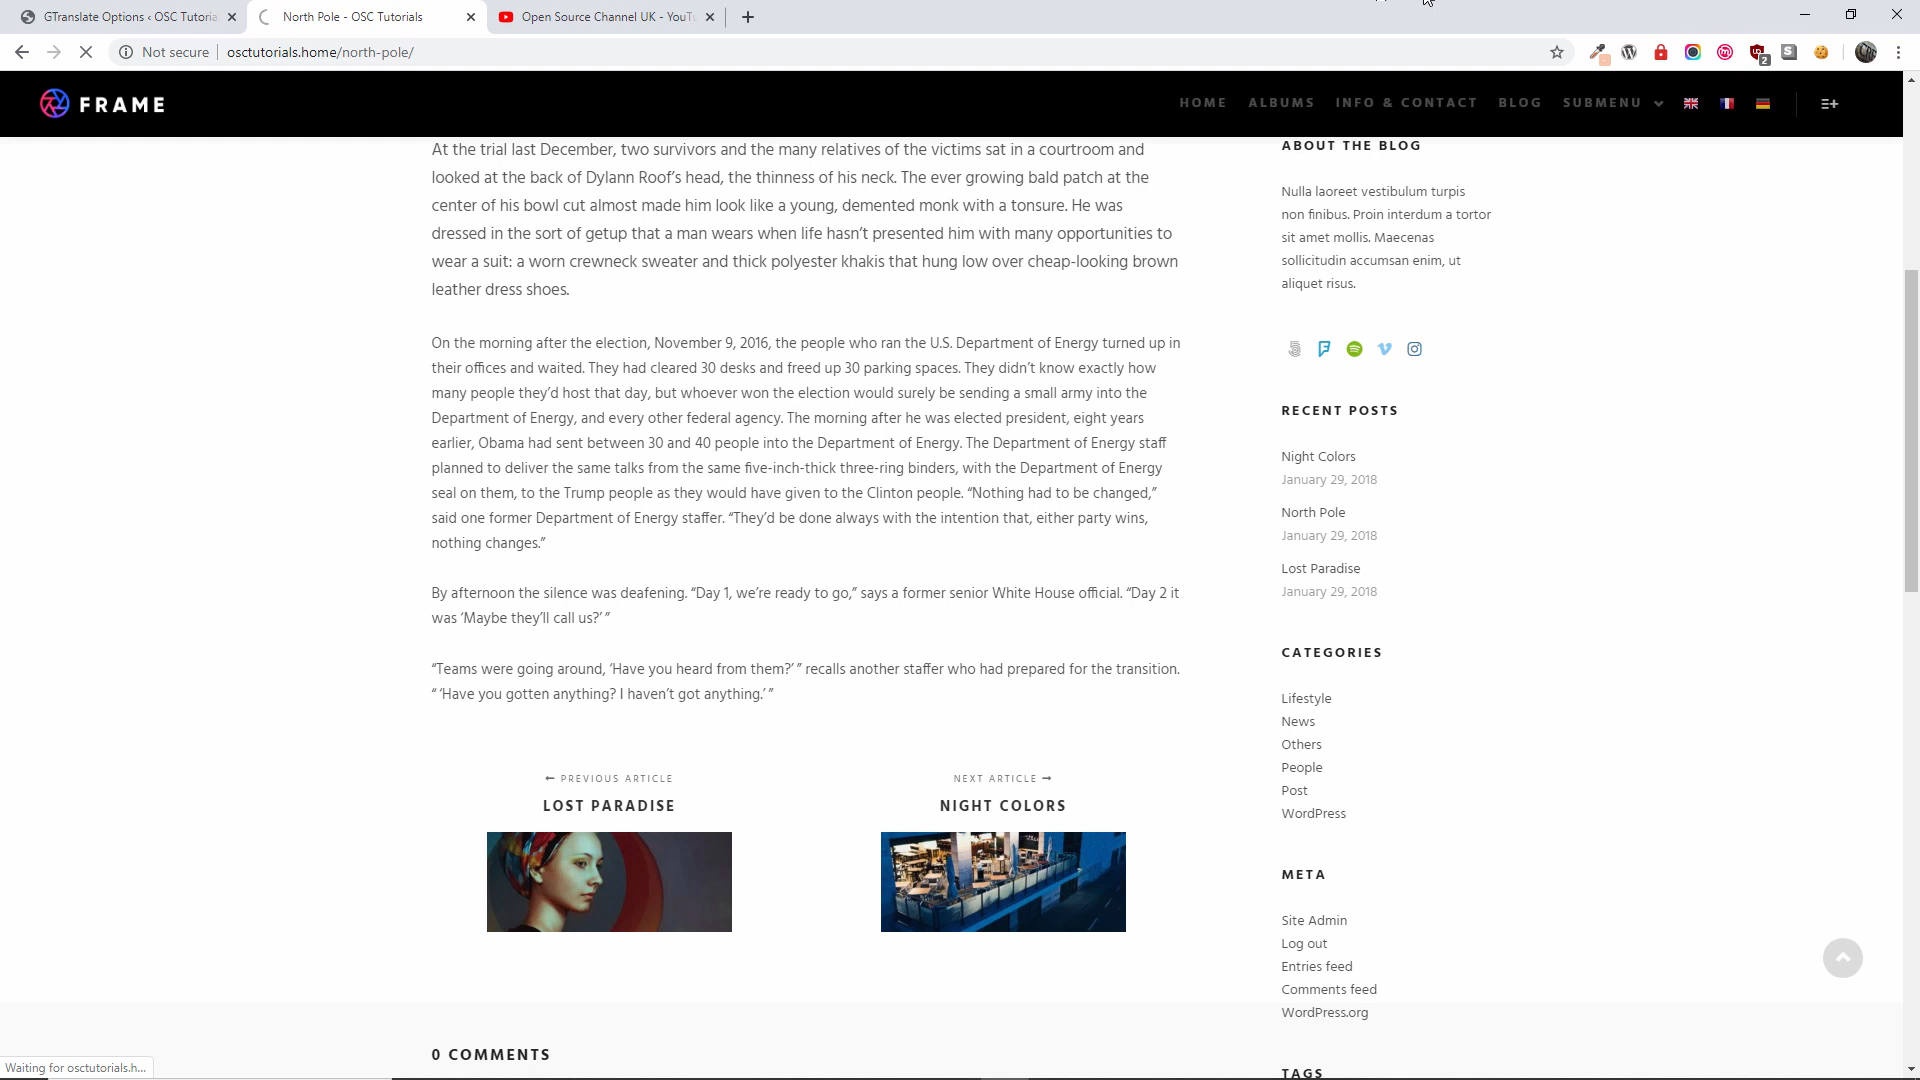 GTranslate Options ‹ OSC Tutoria
North Pole - OSC Tutorials
Open Source Channel UK - YouTu
Not secure
osctutorials.home/north-pole/
2
FRAME
HOME
ALBUMS
INFO & CONTACT
BLOG
SUBMENU
At the trial last December, two survivors and the many relatives of the victims sat in a courtroom and
looked at the back of Dylann Roof’s head, the thinness of his neck. The ever growing bald patch at the
center of his bowl cut almost made him look like a young, demented monk with a tonsure. He was
dressed in the sort of getup that a man wears when life hasn’t presented him with many opportunities to
wear a suit: a worn crewneck sweater and thick polyester khakis that hung low over cheap-looking brown
leather dress shoes.
On the morning after the election, November 9, 2016, the people who ran the U.S. Department of Energy turned up in
their offices and waited. They had cleared 30 desks and freed up 30 parking spaces. They didn’t know exactly how
many people they’d host that day, but whoever won the election would surely be sending a small army into the
Department of Energy, and every other federal agency. The morning after he was elected president, eight years
earlier, Obama had sent between 30 and 40 people into the Department of Energy. The Department of Energy staff
planned to deliver the same talks from the same five-inch-thick three-ring binders, with the Department of Energy
seal on them, to the Trump people as they would have given to the Clinton people. “Nothing had to be changed,”
said one former Department of Energy staffer. “They’d be done always with the intention that, either party wins,
nothing changes.”
By afternoon the silence was deafening. “Day 1, we’re ready to go,” says a former senior White House official. “Day 2 it
was ‘Maybe they’ll call us?’ ”
“Teams were going around, ‘Have you heard from them?’ ” recalls another staffer who had prepared for the transition.
“ ‘Have you gotten anything? I haven’t got anything.’ ”
← PREVIOUS ARTICLE
LOST PARADISE
NEXT ARTICLE →
NIGHT COLORS
0 COMMENTS
ABOUT THE BLOG
Nulla laoreet vestibulum turpis
non finibus. Proin interdum a tortor
sit amet mollis. Maecenas
sollicitudin accumsan enim, ut
aliquet risus.
RECENT POSTS
Night Colors
January 29, 2018
North Pole
January 29, 2018
Lost Paradise
January 29, 2018
CATEGORIES
Lifestyle
News
Others
People
Post
WordPress
META
Site Admin
Log out
Entries feed
Comments feed
WordPress.org
TAGS
Waiting for osctutorials.h...